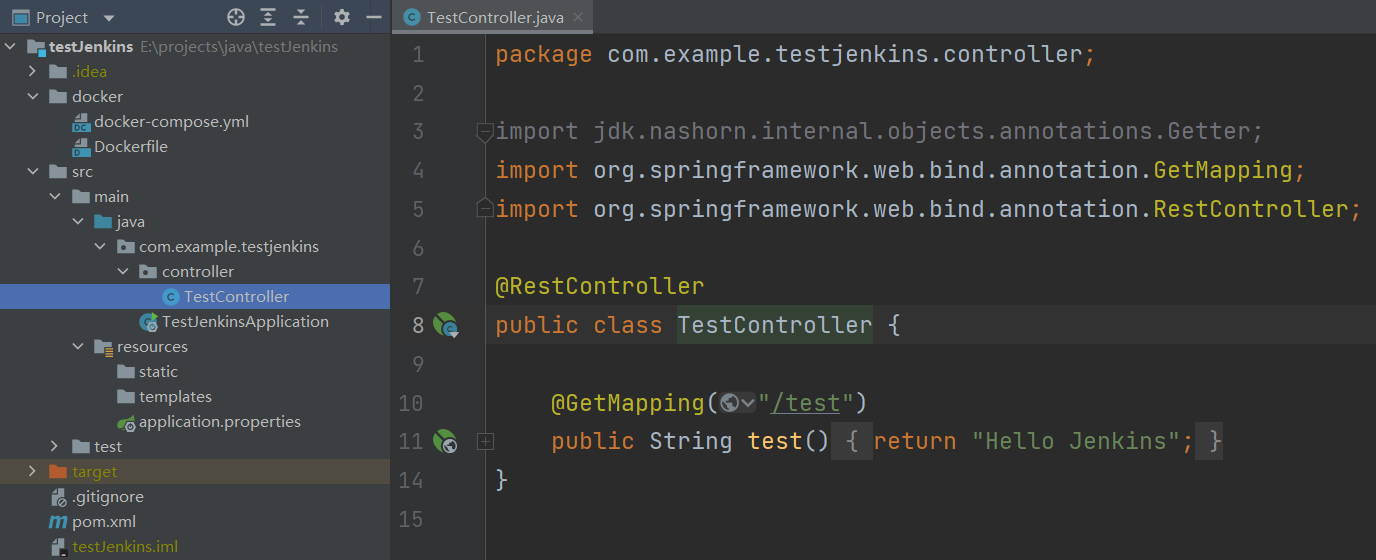 Project
testJenkins E:\projects\java\testJenkins
.idea
docker
docker-compose.yml
Dockerfile
src
main
java
com.example.testjenkins
controller
TestController
TestJenkinsApplication
resources
static
templates
application.properties
test
target
.gitignore
pom.xml
testJenkins.iml
TestController.java
1 package com.example.testjenkins.controller;
2
3 import jdk.nashorn.internal.objects.annotations.Getter;
4 import org.springframework.web.bind.annotation.GetMapping;
5 import org.springframework.web.bind.annotation.RestController;
6
7 @RestController
8 public class TestController {
9
10 @GetMapping("/test")
11 public String test() { return "Hello Jenkins"; }
14 }
15